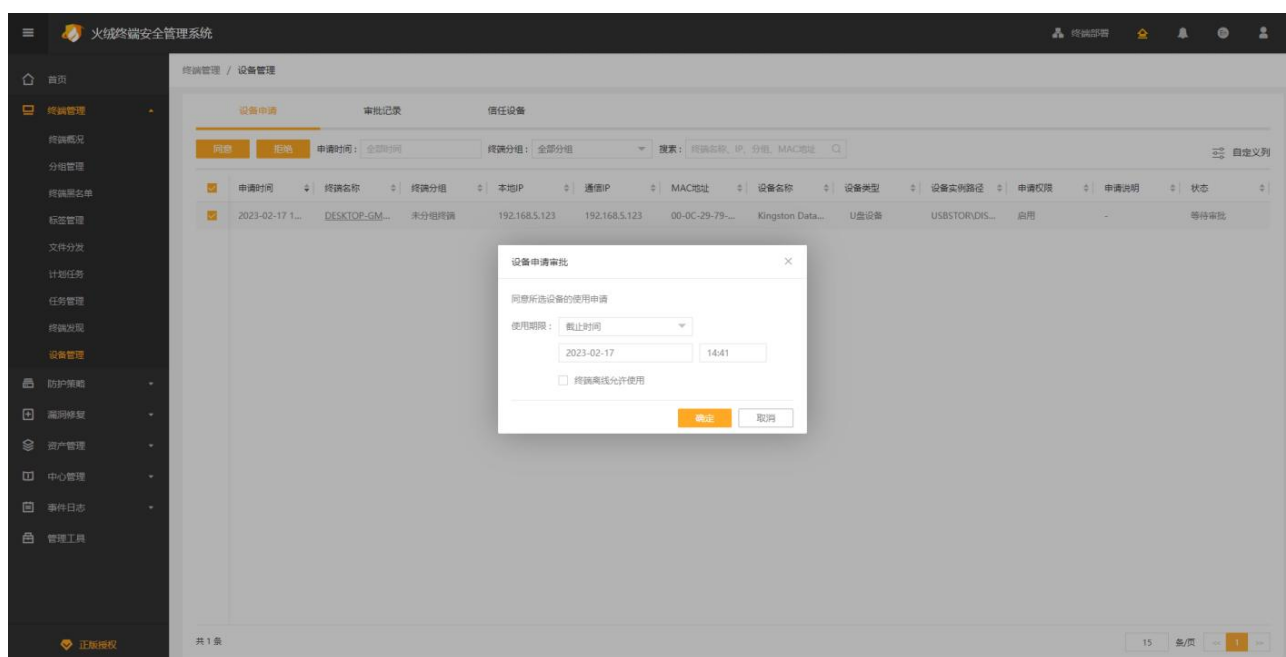 火绒终端安全管理系统
终端部署
首页
终端管理
终端概况
分组管理
终端黑名单
标签管理
文件分发
计划任务
任务管理
终端发现
设备管理
防护策略
漏洞修复
资产管理
中心管理
事件日志
管理工具
正版授权
终端管理 / 设备管理
设备申请 审批记录 信任设备
同意 拒绝 申请时间： 全部时间 终端分组： 全部分组 搜索： 终端名称、IP、分组、MAC地址 自定义列
申请时间 终端名称 终端分组 本地IP 通信IP MAC地址 设备名称 设备类型 设备实例路径 申请权限 申请说明 状态
2023-02-17 1... DESKTOP-GM... 未分组终端 192.168.5.123 192.168.5.123 00-0C-29-79-... Kingston Data... U盘设备 USBSTOR\DIS... 启用 - 等待审批
设备申请审批
同意所选设备的使用申请
使用期限： 截止时间
2023-02-17 14:41
终端离线允许使用
确定 取消
共 1 条 15 条/页 1